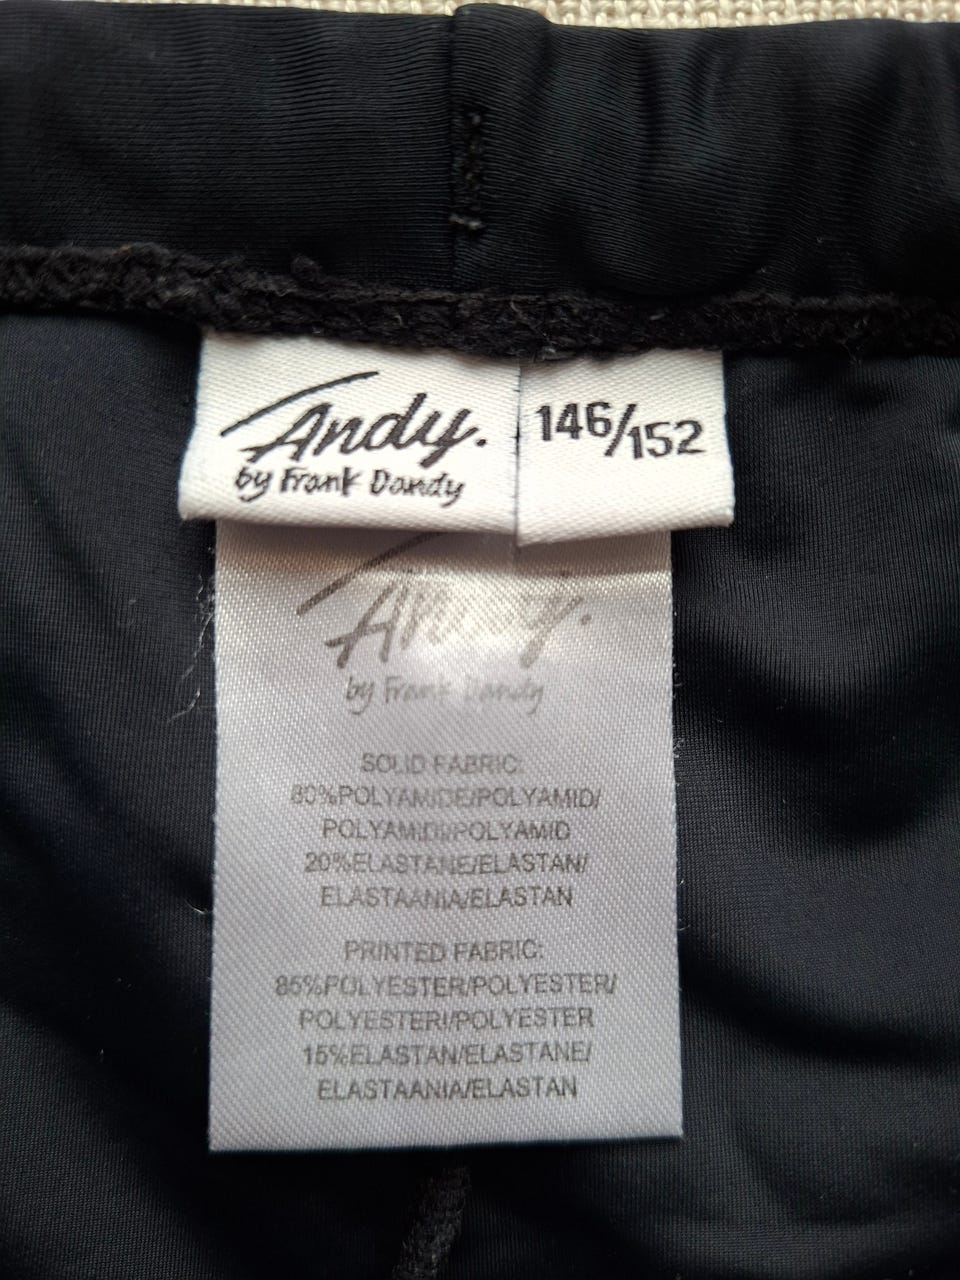 Andy. 146/152
by Frank Dandy
Andy.
by Frank Dandy
SOLID FABRIC:
80%POLYAMIDE/POLYAMID/
POLYAMIDI/POLYAMID
20%ELASTANE/ELASTAN/
ELASTAANIA/ELASTAN
PRINTED FABRIC:
85%POLYESTER/POLYESTER/
POLYESTERI/POLYESTER
15%ELASTAN/ELASTANE/
ELASTAANIA/ELASTAN